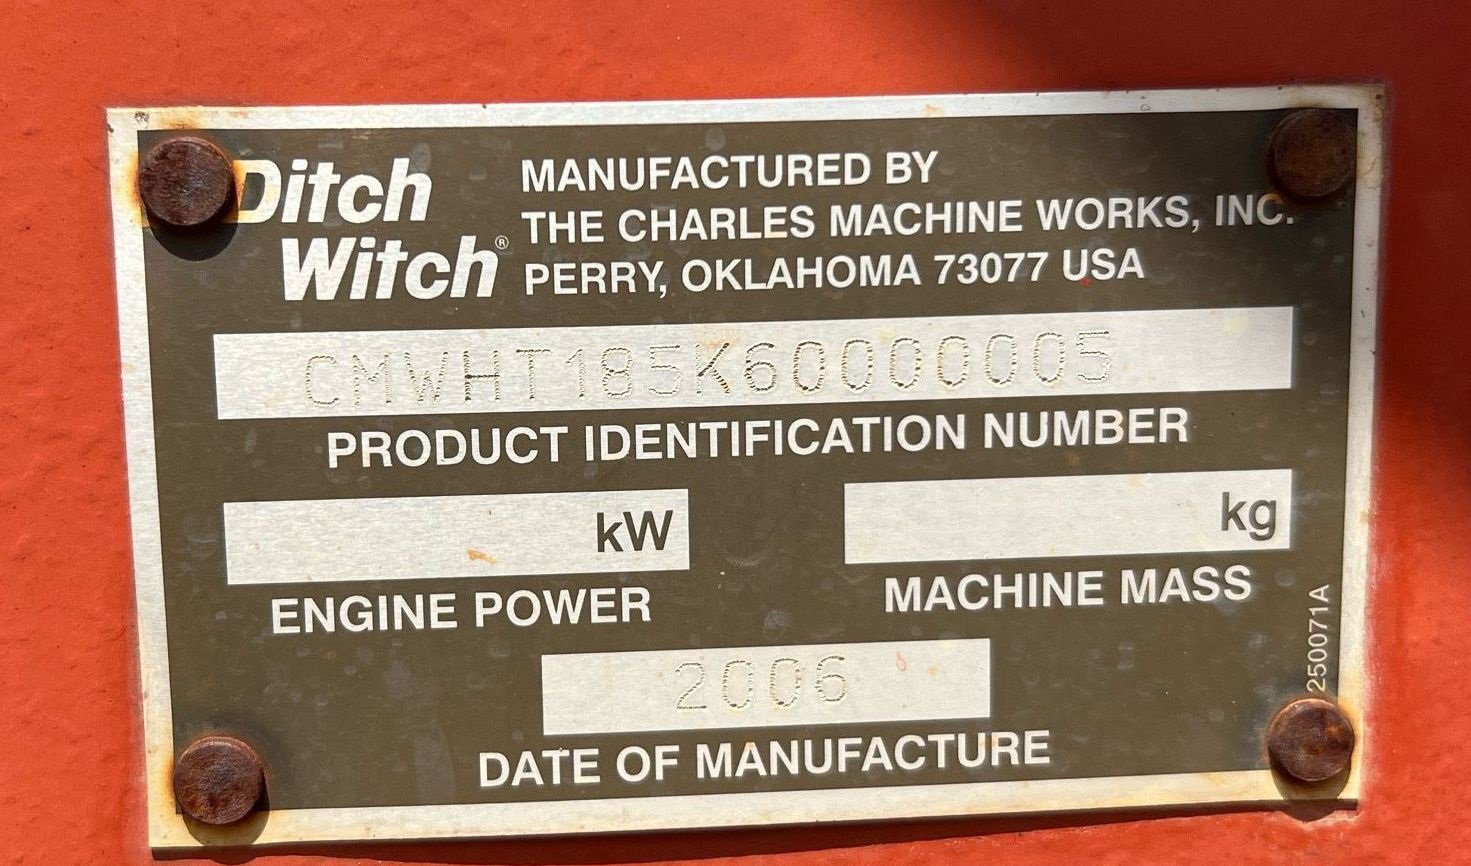 Ditch
Witch®
MANUFACTURED BY
THE CHARLES MACHINE WORKS, INC.
PERRY, OKLAHOMA 73077 USA
CMWHT185K60000005
PRODUCT IDENTIFICATION NUMBER
kW
ENGINE POWER
kg
MACHINE MASS
2006
DATE OF MANUFACTURE
250071A